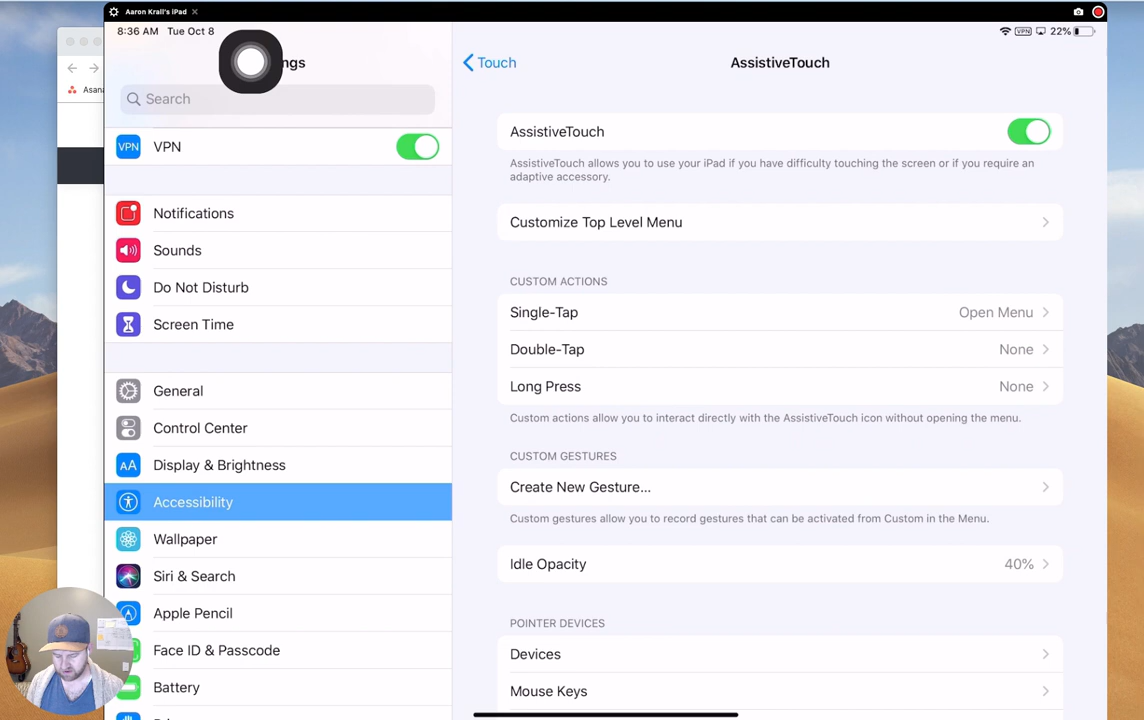 Aaron Krall's iPad
8:36 AM Tue Oct 8
VPN 22%
ngs
Touch
AssistiveTouch
Asana
Search
AssistiveTouch
VPN VPN
AssistiveTouch allows you to use your iPad if you have difficulty touching the screen or if you require an
adaptive accessory.
Notifications
Customize Top Level Menu
Sounds
CUSTOM ACTIONS
Do Not Disturb
Single-Tap Open Menu
Screen Time
Double-Tap None
Long Press None
General
Custom actions allow you to interact directly with the AssistiveTouch icon without opening the menu.
Control Center
CUSTOM GESTURES
AA Display & Brightness
Create New Gesture...
Accessibility
Custom gestures allow you to record gestures that can be activated from Custom in the Menu.
Wallpaper
Idle Opacity 40%
Siri & Search
Apple Pencil
POINTER DEVICES
Face ID & Passcode
Devices
Battery
Mouse Keys